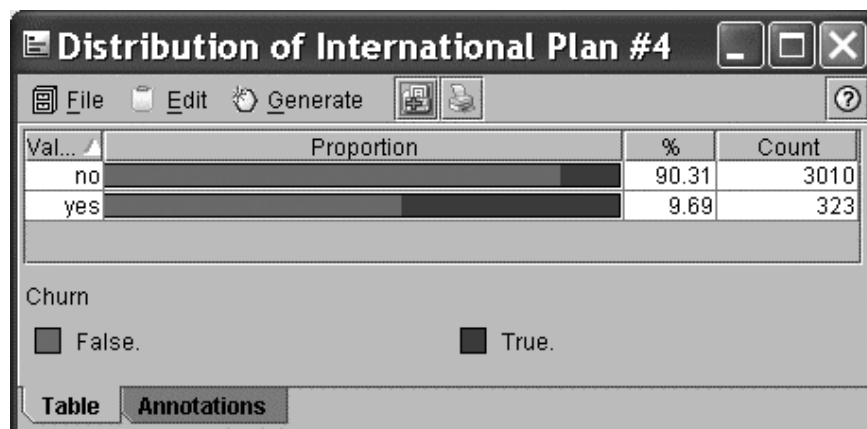 Distribution of International Plan #4
File Edit Generate
Val... Proportion % Count
no 90.31 3010
yes 9.69 323
Churn
False. True.
Table Annotations